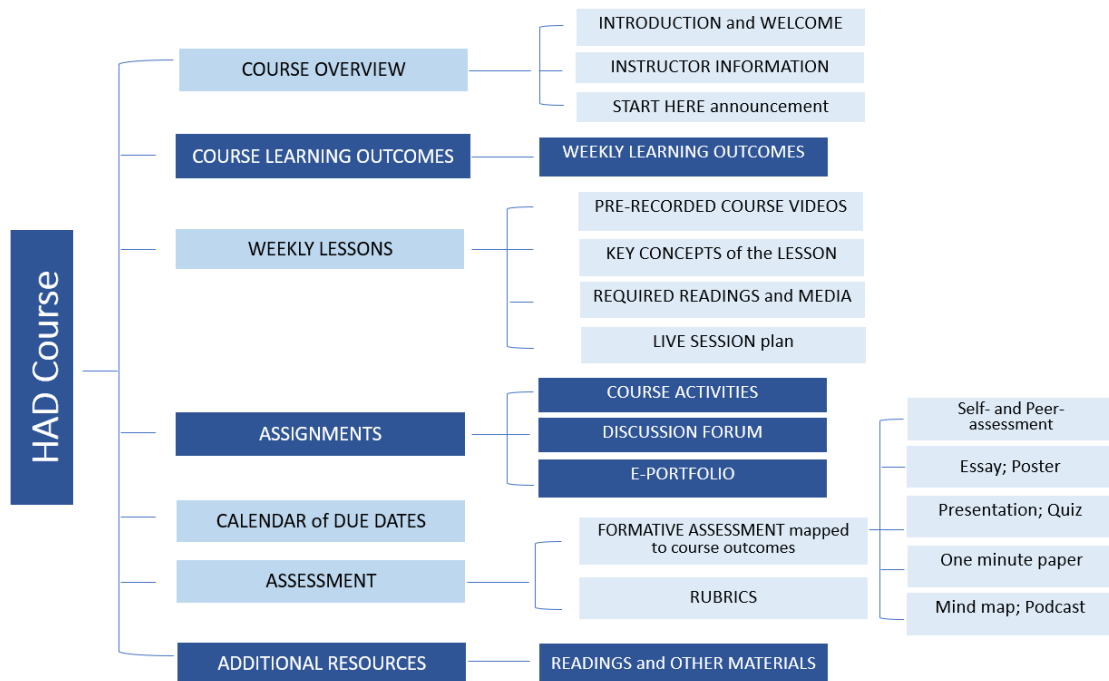 HAD Course
COURSE OVERVIEW
INTRODUCTION and WELCOME
INSTRUCTOR INFORMATION
START HERE announcement
COURSE LEARNING OUTCOMES
WEEKLY LEARNING OUTCOMES
WEEKLY LESSONS
PRE-RECORDED COURSE VIDEOS
KEY CONCEPTS of the LESSON
REQUIRED READINGS and MEDIA
LIVE SESSION plan
ASSIGNMENTS
COURSE ACTIVITIES
DISCUSSION FORUM
E-PORTFOLIO
CALENDAR of DUE DATES
ASSESSMENT
FORMATIVE ASSESSMENT mapped
to course outcomes
RUBRICS
Self- and Peer-
assessment
Essay; Poster
Presentation; Quiz
One minute paper
Mind map; Podcast
ADDITIONAL RESOURCES
READINGS and OTHER MATERIALS